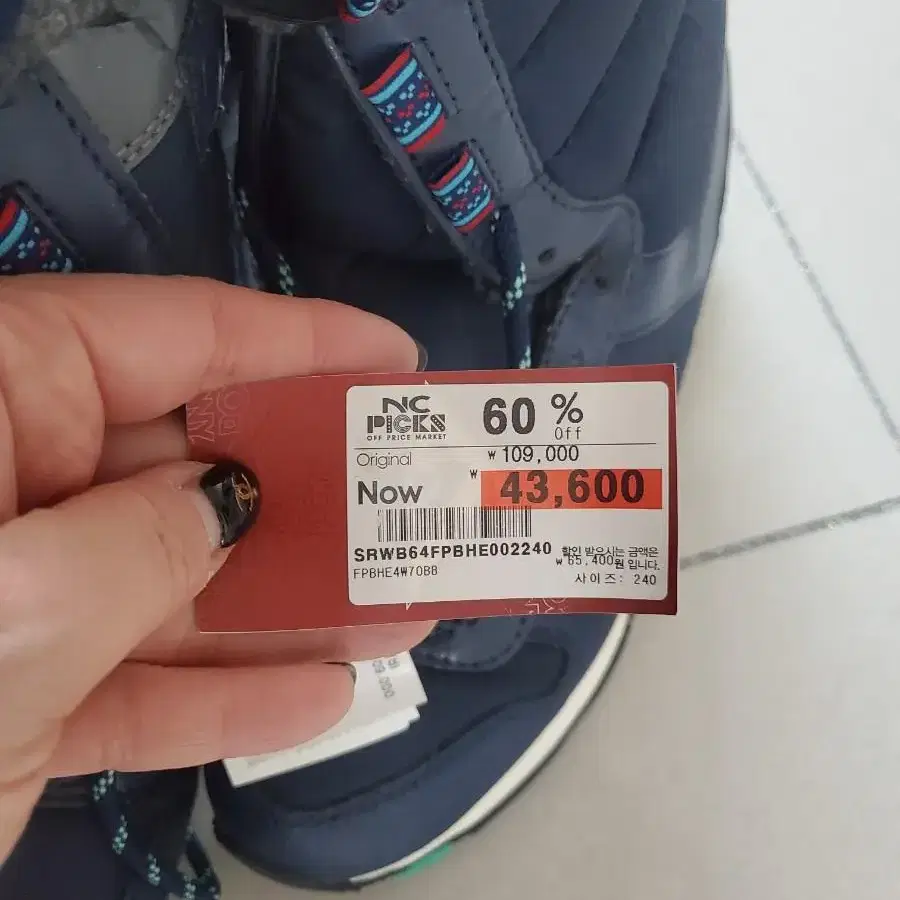 NC
PICKS
OFF PRICE MARKET
60 %
Off
Original ₩ 109,000
Now ₩ 43,600
SRWB64FPBHE002240
할인 받으시는 금액은
₩ 65,400원 입니다.
FPBHE4W70BB
사이즈: 240